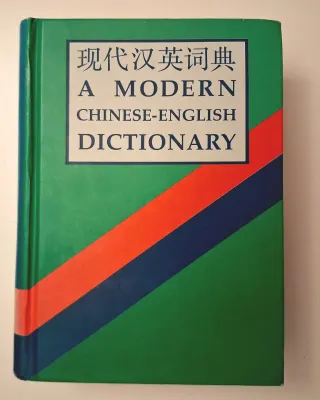 现代汉英词典
A MODERN
CHINESE-ENGLISH
DICTIONARY